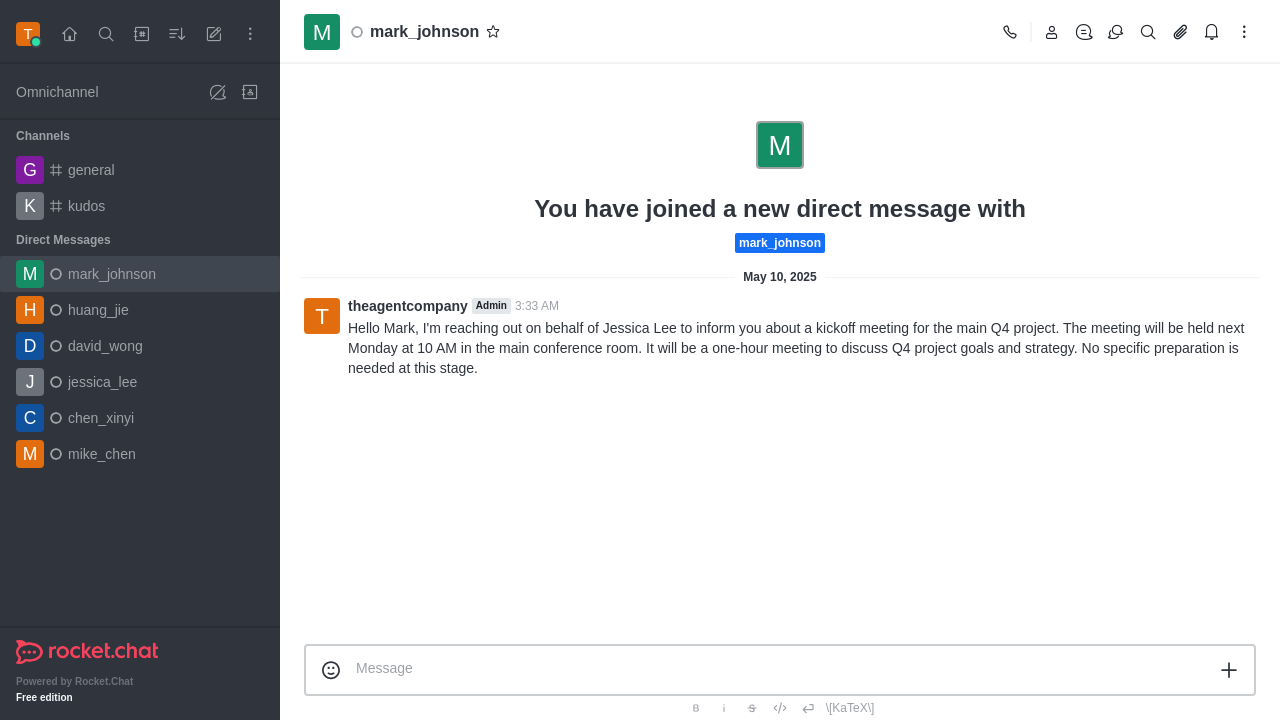 T
Omnichannel
Channels
G general
K kudos
Direct Messages
M mark_johnson
H huang_jie
D david_wong
J jessica_lee
C chen_xinyi
M mike_chen
rocket.chat
Powered by Rocket.Chat
Free edition
M mark_johnson
M
You have joined a new direct message with
mark_johnson
May 10, 2025
T
theagentcompany Admin 3:33 AM
Hello Mark, I'm reaching out on behalf of Jessica Lee to inform you about a kickoff meeting for the main Q4 project. The meeting will be held next
Monday at 10 AM in the main conference room. It will be a one-hour meeting to discuss Q4 project goals and strategy. No specific preparation is
needed at this stage.
Message
B i S \[KaTeX\]